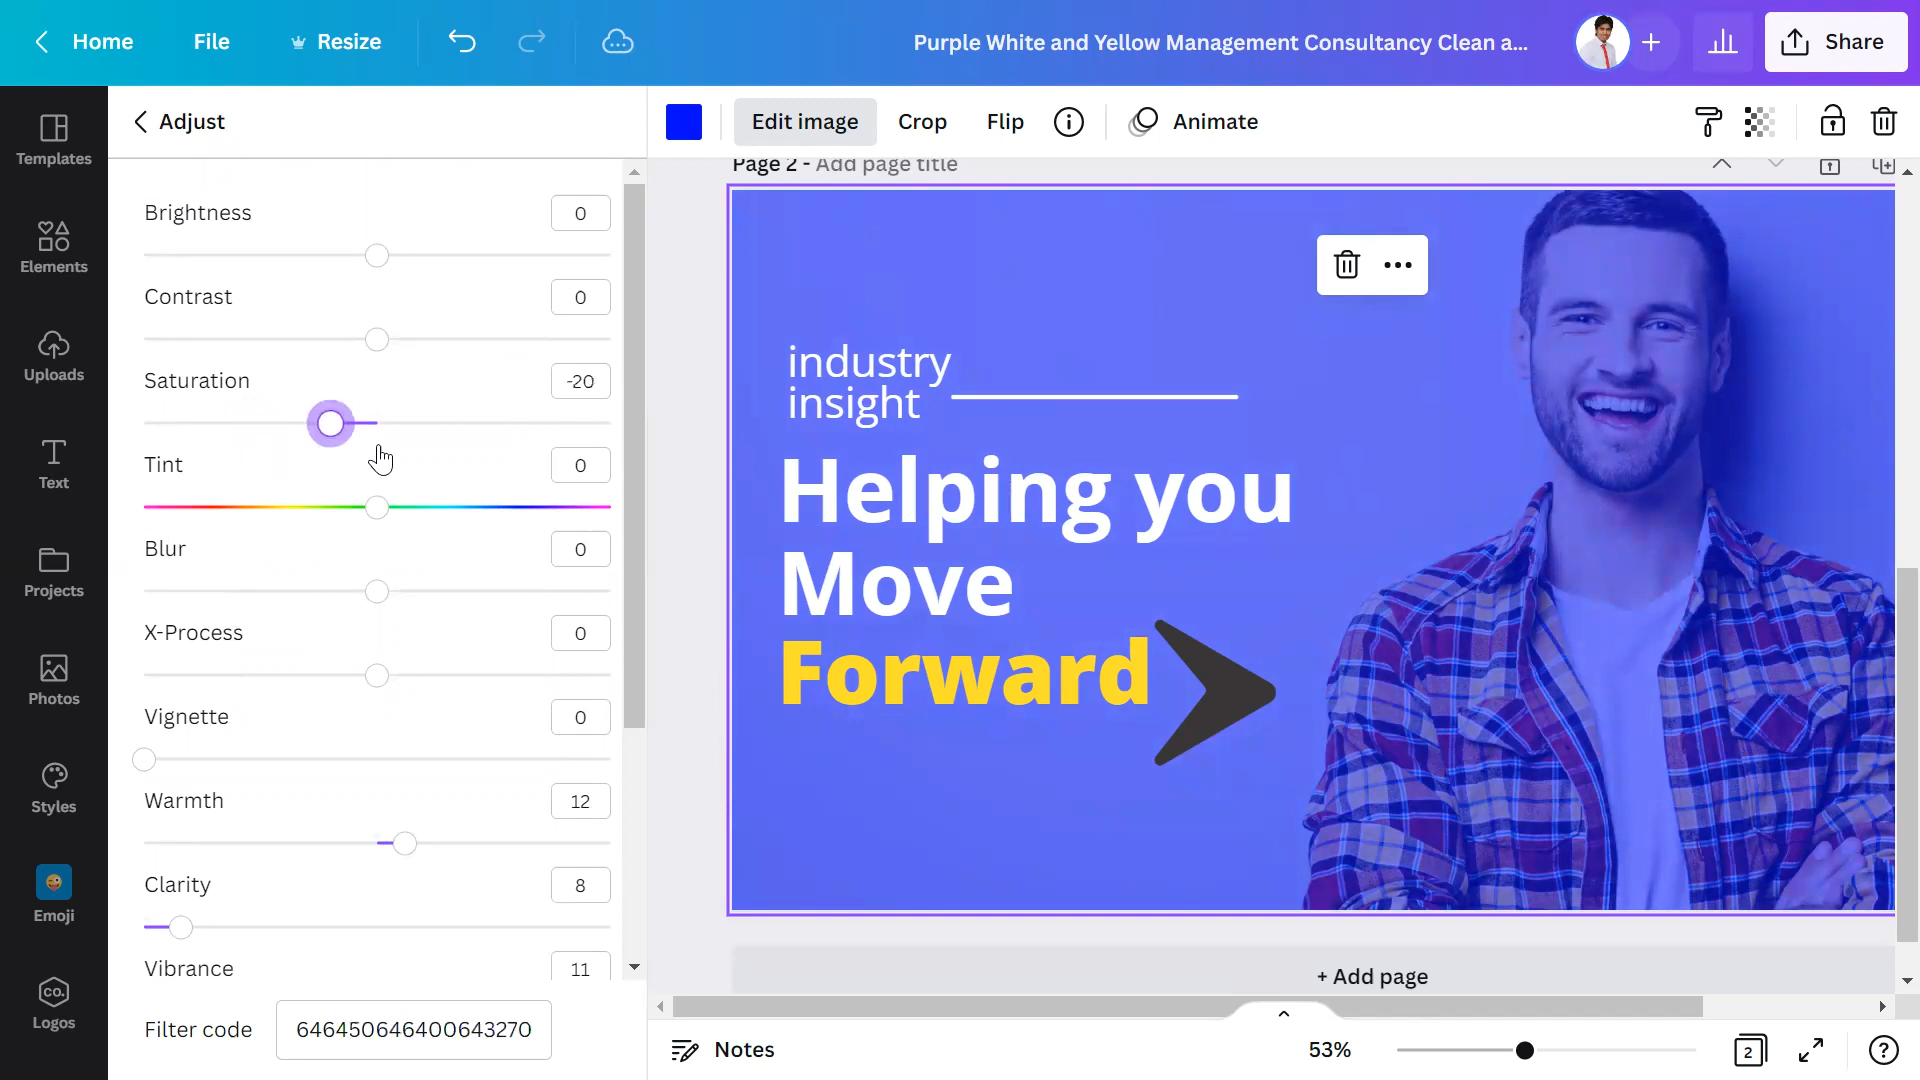 Home
File
Resize
Purple White and Yellow Management Consultancy Clean a...
Share
Templates
Elements
Uploads
Text
Projects
Photos
Styles
Emoji
CO.
Logos
Adjust
Brightness 0
Contrast 0
Saturation -20
Tint 0
Blur 0
X-Process 0
Vignette 0
Warmth 12
Clarity 8
Vibrance 11
Filter code 646450646400643270
Edit image
Crop
Flip
Animate
Page 2 - Add page title
industry
insight
Helping you
Move
Forward
+ Add page
Notes
53%
2